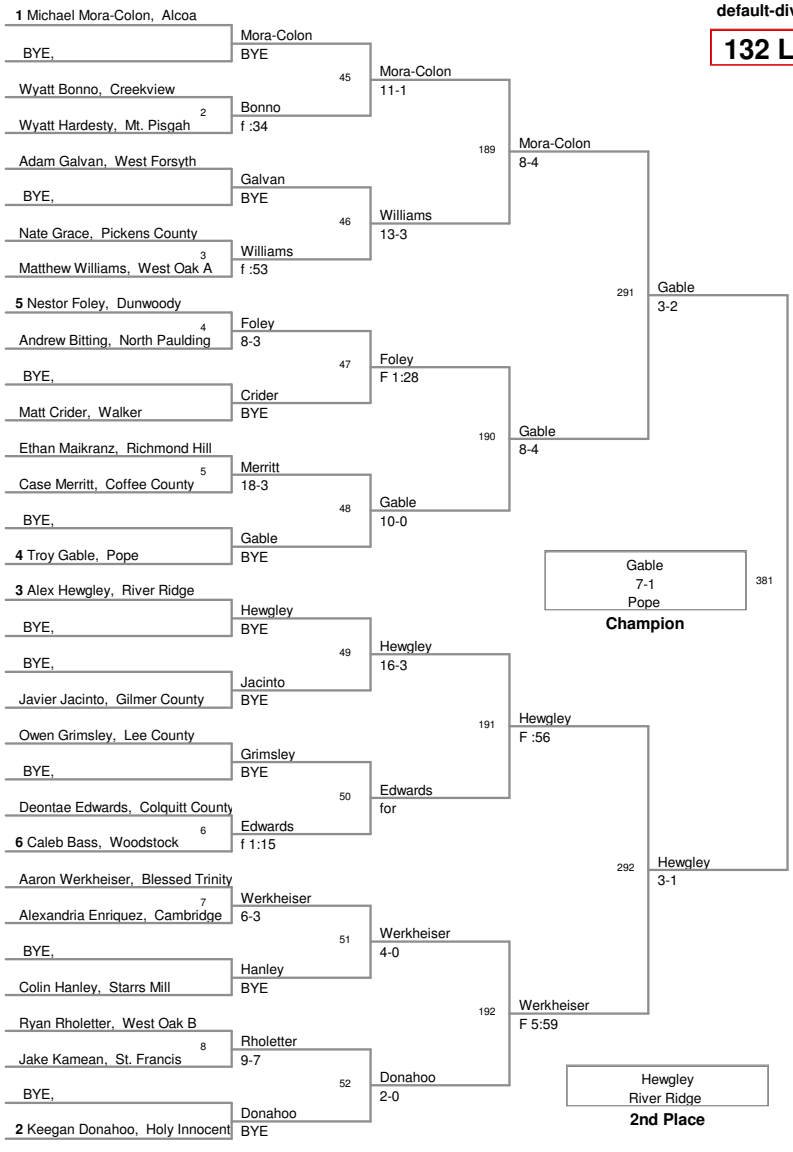 default-div
132 L
1 Michael Mora-Colon, Alcoa
BYE,
Wyatt Bonno, Creekview
2
Wyatt Hardesty, Mt. Pisgah
Adam Galvan, West Forsyth
BYE,
Nate Grace, Pickens County
3
Matthew Williams, West Oak A
5 Nestor Foley, Dunwoody
4
Andrew Bitting, North Paulding
BYE,
Matt Crider, Walker
Ethan Maikranz, Richmond Hill
5
Case Merritt, Coffee County
BYE,
4 Troy Gable, Pope
3 Alex Hewgley, River Ridge
BYE,
BYE,
Javier Jacinto, Gilmer County
Owen Grimsley, Lee County
BYE,
Deontae Edwards, Colquitt County
6
6 Caleb Bass, Woodstock
Aaron Werkheiser, Blessed Trinity
7
Alexandria Enriquez, Cambridge
BYE,
Colin Hanley, Starrs Mill
Ryan Rholetter, West Oak B
8
Jake Kamean, St. Francis
BYE,
2 Keegan Donahoo, Holy Innocent
Mora-Colon
BYE
45
Bonno
f :34
Galvan
BYE
46
Williams
f :53
Foley
8-3
47
Crider
BYE
Merritt
18-3
48
Gable
BYE
Hewgley
BYE
49
Jacinto
BYE
Grimsley
BYE
50
Edwards
f 1:15
Werkheiser
6-3
51
Hanley
BYE
Rholetter
9-7
52
Donahoo
BYE
Mora-Colon
11-1
189
Williams
13-3
Foley
F 1:28
190
Gable
10-0
Hewgley
16-3
191
Edwards
for
Werkheiser
4-0
192
Donahoo
2-0
Mora-Colon
8-4
291
Gable
8-4
Hewgley
F :56
292
Werkheiser
F 5:59
Gable
3-2
Hewgley
3-1
Gable
7-1
Pope
381
Champion
Hewgley
River Ridge
2nd Place